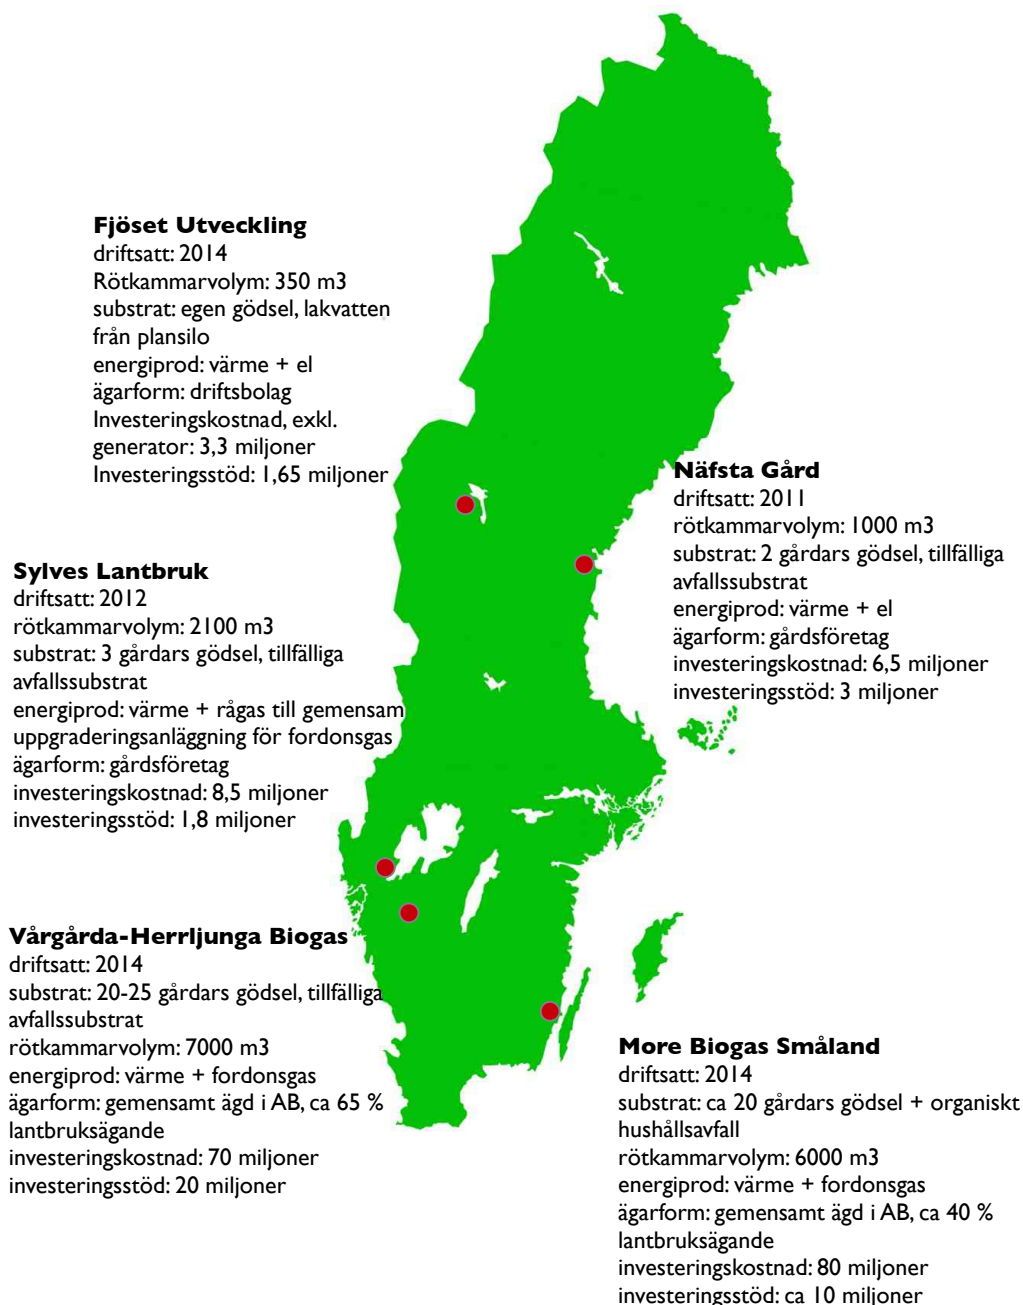 Fjöset Utveckling
driftsatt: 2014
Rötkammarvolym: 350 m3
substrat: egen gödsel, lakvatten
från plansilo
energiprod: värme + el
ägarform: driftsbolag
Investeringskostnad, exkl.
generator: 3,3 miljoner
Investeringsstöd: 1,65 miljoner
Näfsta Gård
driftsatt: 2011
rötkammarvolym: 1000 m3
substrat: 2 gårdars gödsel, tillfälliga
avfallssubstrat
energiprod: värme + el
ägarform: gårdsföretag
investeringskostnad: 6,5 miljoner
investeringsstöd: 3 miljoner
Sylves Lantbruk
driftsatt: 2012
rötkammarvolym: 2100 m3
substrat: 3 gårdars gödsel, tillfälliga
avfallssubstrat
energiprod: värme + rågas till gemensam
uppgraderingsanläggning för fordonsgas
ägarform: gårdsföretag
investeringskostnad: 8,5 miljoner
investeringsstöd: 1,8 miljoner
Vårgårda-Herrljunga Biogas
driftsatt: 2014
substrat: 20-25 gårdars gödsel, tillfälliga
avfallssubstrat
rötkammarvolym: 7000 m3
energiprod: värme + fordonsgas
ägarform: gemensamt ägd i AB, ca 65 %
lantbruksägande
investeringskostnad: 70 miljoner
investeringsstöd: 20 miljoner
More Biogas Småland
driftsatt: 2014
substrat: ca 20 gårdars gödsel + organiskt
hushållsavfall
rötkammarvolym: 6000 m3
energiprod: värme + fordonsgas
ägarform: gemensamt ägd i AB, ca 40 %
lantbruksägande
investeringskostnad: 80 miljoner
investeringsstöd: ca 10 miljoner